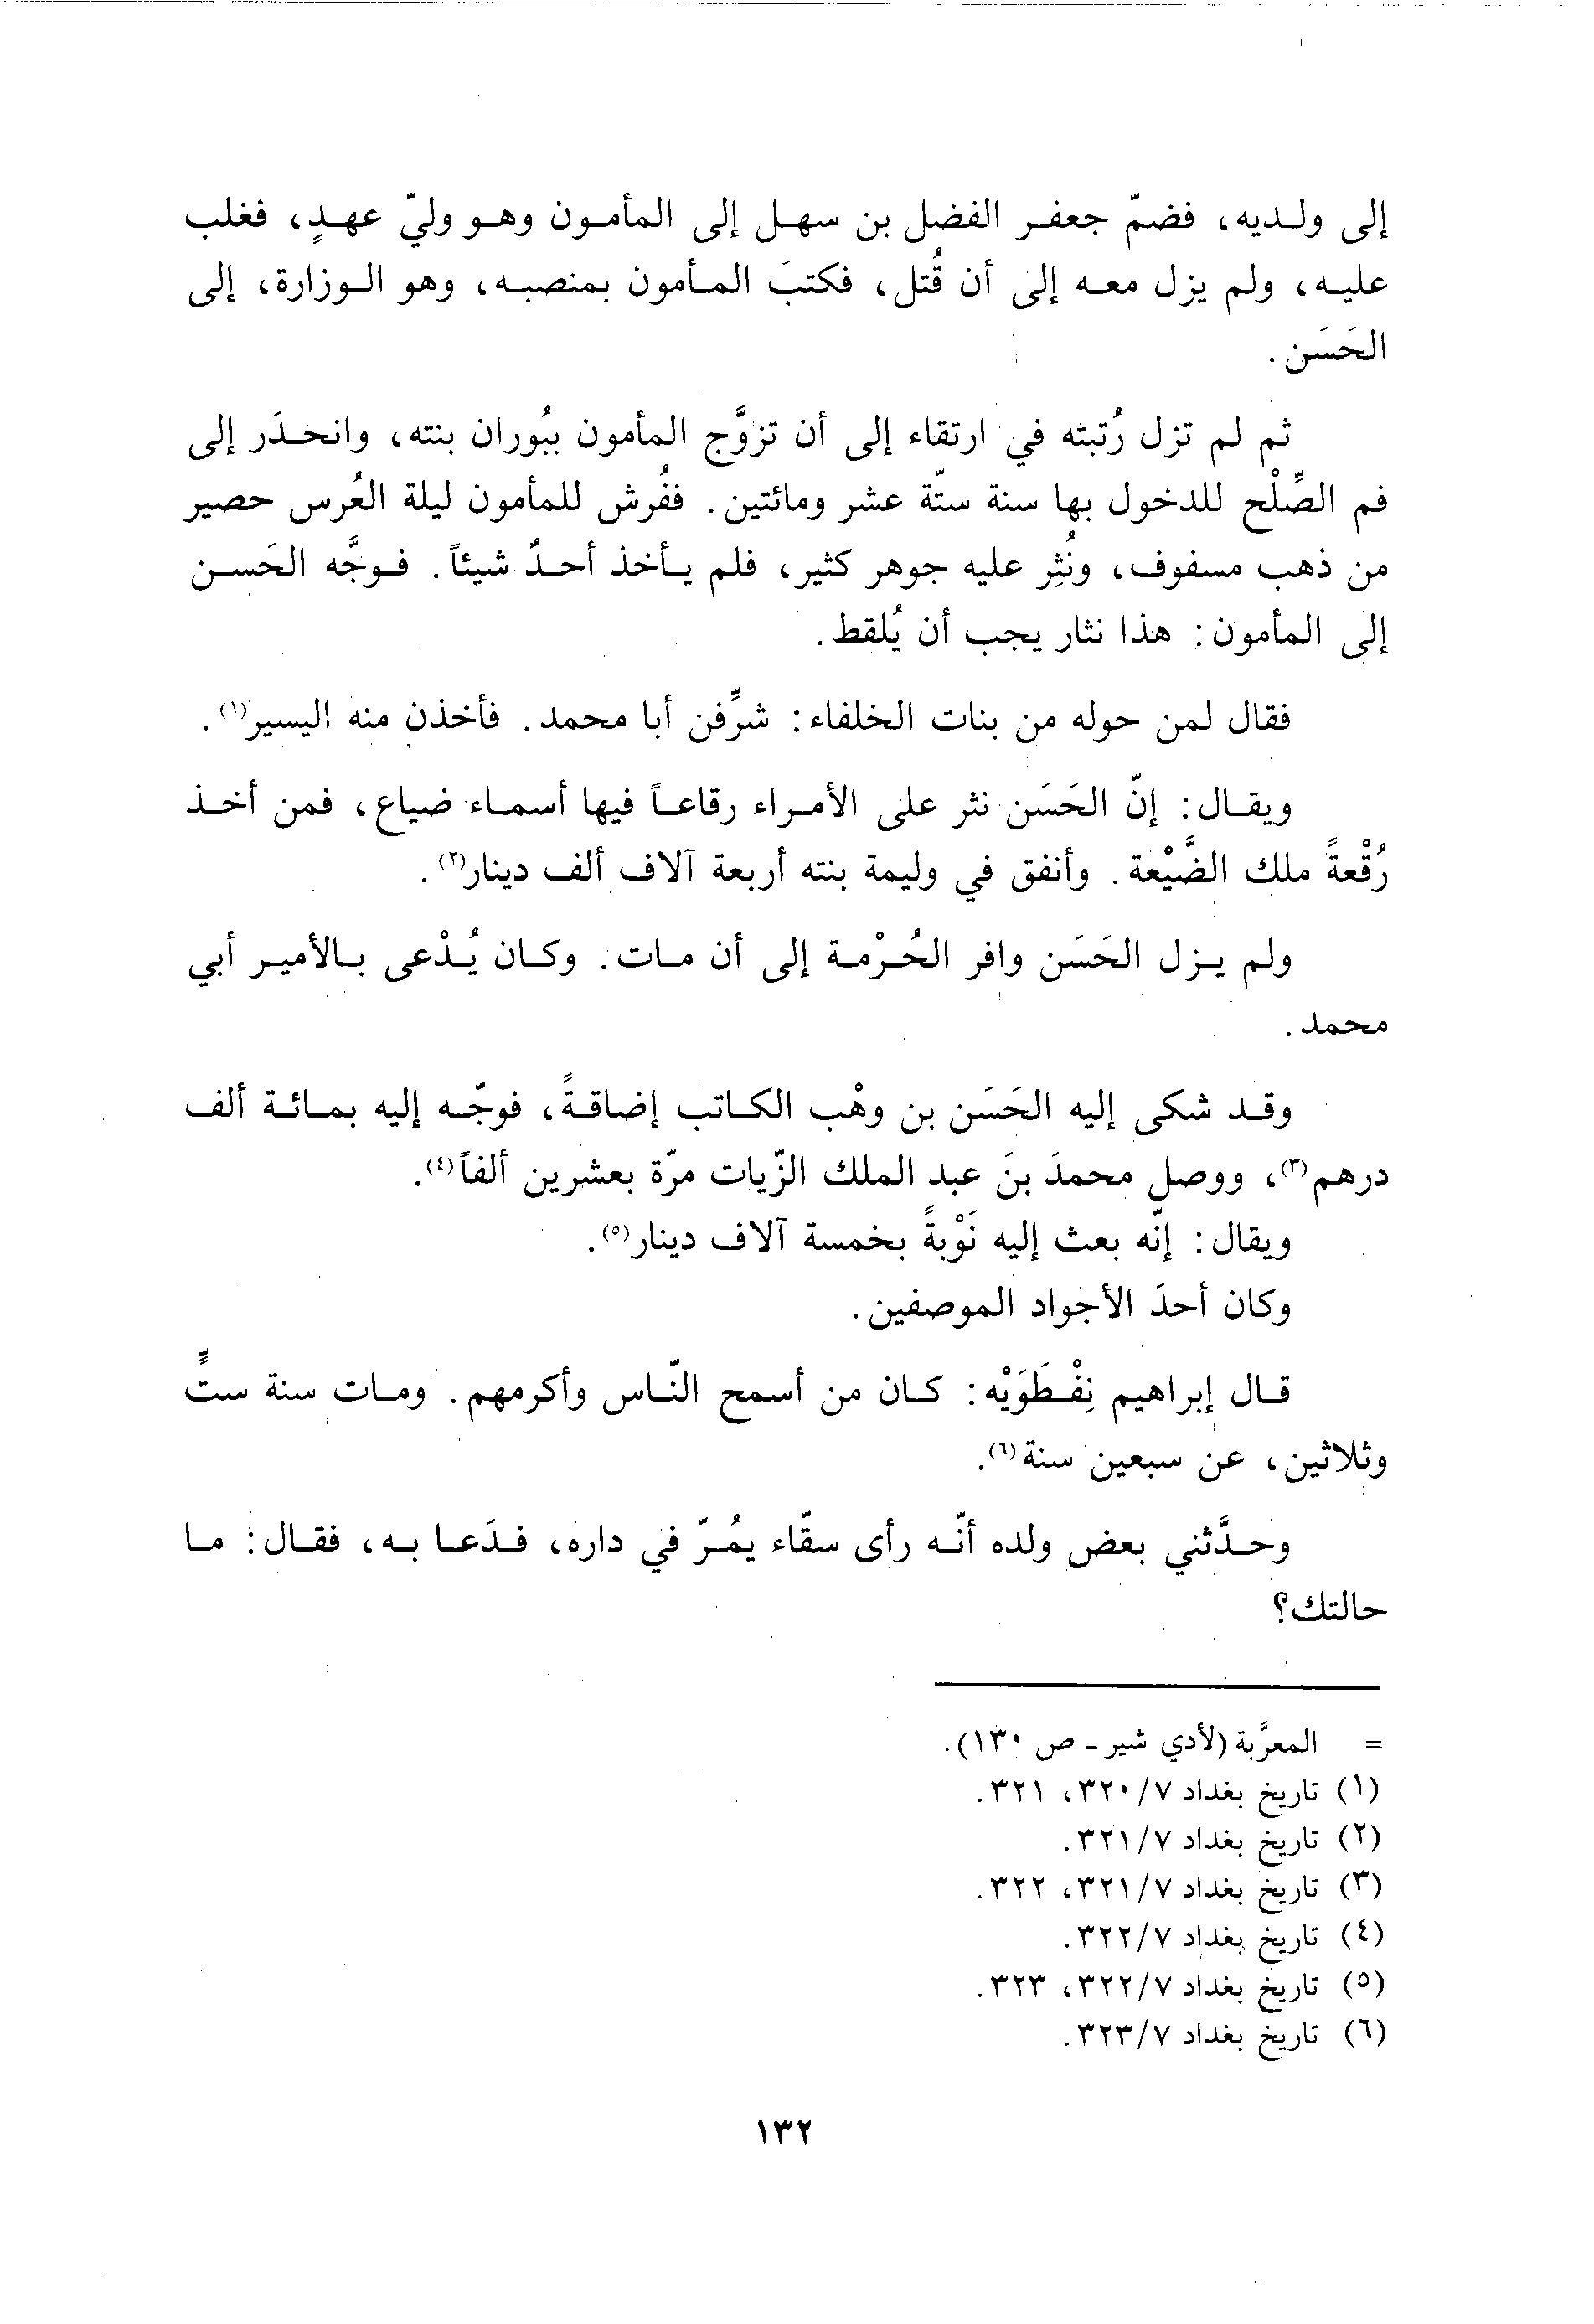 إلى ولديه، فضمّ جعفر الفضل بن سهل إلى المأمون وهو وليّ عهدٍ، فغلب
عليه، ولم يزل معه إلى أن قُتل، فكتبَ المأمون بمنصبه، وهو الوزارة، إلى
الحَسَن.
ثم لم تزل رُتبته في ارتقاء إلى أن تزوَّج المأمون ببُوران بنته، وانحدَر إلى
فم الصِّلْح للدخول بها سنة ستّة عشر ومائتين. ففُرش للمأمون ليلة العُرس حصير
من ذهب مسفوف، ونُثِر عليه جوهر كثير، فلم يأخذ أحدٌ شيئاً. فوجَّه الحَسن
إلى المأمون: هذا نثار يجب أن يُلقط.
فقال لمن حوله من بنات الخلفاء: شرِّفن أبا محمد. فأخذن منه اليسير(١).
ويقال: إنّ الحَسَن نثر على الأمراء رقاعاً فيها أسماء ضياع، فمن أخذ
رُقْعةً ملك الضَّيْعة. وأنفق في وليمة بنته أربعة آلاف ألف دينار(٢).
ولم يزل الحَسَن وافر الحُرْمة إلى أن مات. وكان يُدْعى بالأمير أبي
محمد.
وقد شكى إليه الحَسَن بن وهْب الكاتب إضاقةً، فوجّه إليه بمائة ألف
درهم(٣)، ووصل محمدَ بنَ عبد الملك الزّيات مرّة بعشرين ألفاً(٤).
ويقال: إنّه بعث إليه نَوْبةً بخمسة آلاف دينار(٥).
وكان أحدَ الأجواد الموصفين.
قال إبراهيم نِفْطَوَيْه: كان من أسمح النّاس وأكرمهم. ومات سنة ستٍّ
وثلاثين، عن سبعين سنة(٦).
وحدَّثني بعض ولده أنّه رأى سقّاء يمُرّ في داره، فدَعا به، فقال: ما
حالتك؟
= المعرَّبة (لأدي شير - ص ١٣٠).
(١) تاريخ بغداد ٣٢٠/٧، ٣٢١.
(٢) تاريخ بغداد ٣٢١/٧.
(٣) تاريخ بغداد ٣٢١/٧، ٣٢٢.
(٤) تاريخ بغداد ٣٢٢/٧.
(٥) تاريخ بغداد ٣٢٢/٧، ٣٢٣.
(٦) تاريخ بغداد ٣٢٣/٧.
١٣٢